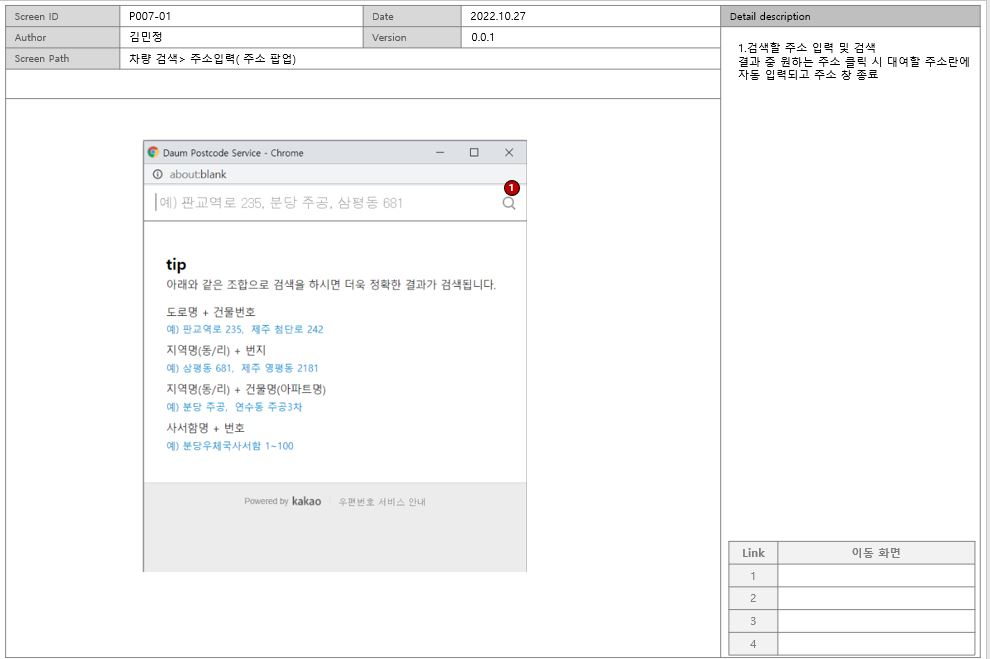 Screen ID P007-01 Date 2022.10.27 Detail description
Author 김민정 Version 0.0.1
Screen Path 차량 검색> 주소입력( 주소 팝업)
1.검색할 주소 입력 및 검색
결과 중 원하는 주소 클릭 시 대여할 주소란에
자동 입력되고 주소 창 종료
Daum Postcode Service - Chrome
about:blank
1
예) 판교역로 235, 분당 주공, 삼평동 681
tip
아래와 같은 조합으로 검색을 하시면 더욱 정확한 결과가 검색됩니다.
도로명 + 건물번호
예) 판교역로 235, 제주 첨단로 242
지역명(동/리) + 번지
예) 삼평동 681, 제주 영평동 2181
지역명(동/리) + 건물명(아파트명)
예) 분당 주공, 연수동 주공3차
사서함명 + 번호
예) 분당우체국사서함 1~100
Powered by kakao 우편번호 서비스 안내
Link 이동 화면
1
2
3
4